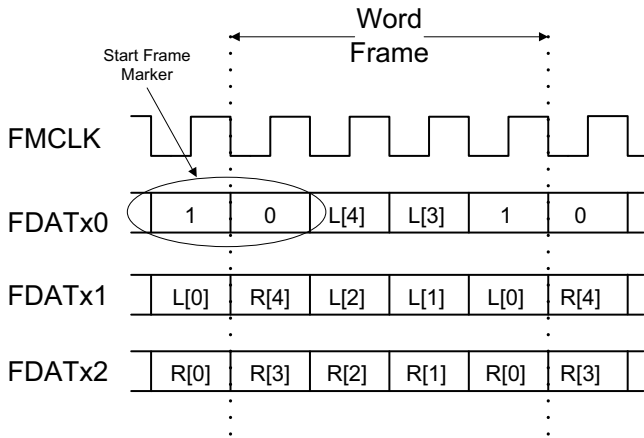 Word
Frame
Start Frame
Marker
FMCLK
FDATx0 1 0 L[4] L[3] 1 0
FDATx1 L[0] R[4] L[2] L[1] L[0] R[4]
FDATx2 R[0] R[3] R[2] R[1] R[0] R[3]